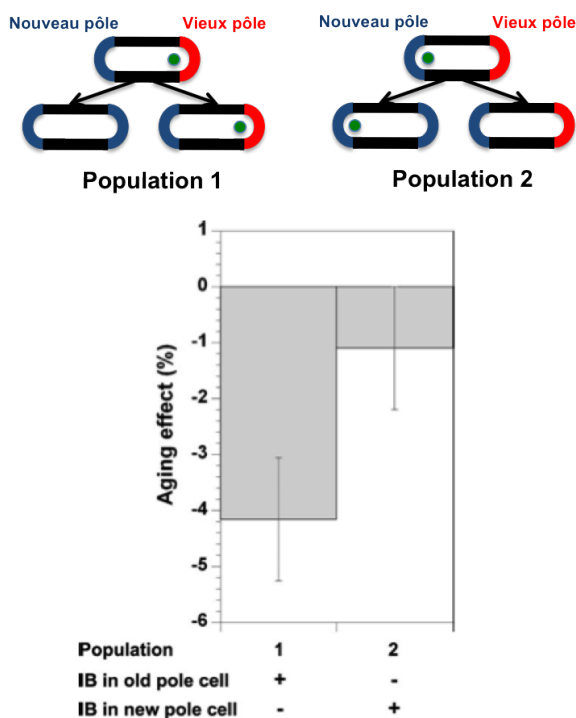 Nouveau pôle Vieux pôle
Nouveau pôle Vieux pôle
Population 1
Population 2
1
0
-1
-2
-3
-4
-5
-6
Aging effect (%)
Population 1 2
IB in old pole cell + -
IB in new pole cell - +